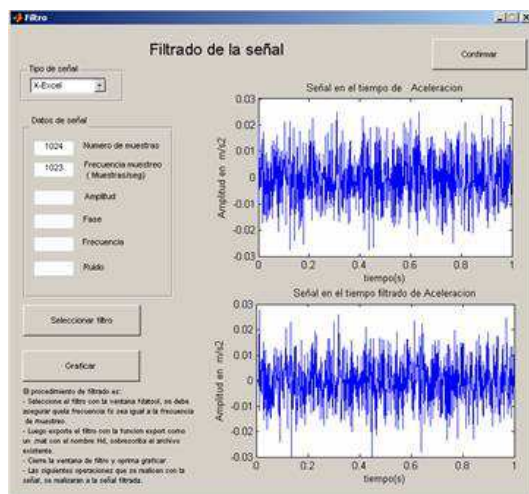 Filtro
Filtrado de la señal
Confirmar
Tipo de señal
X-Excel
Datos de señal
1024 Numero de muestras
1023 Frecuencia muestreo
( Muestras/seg)
Amplitud
Fase
Frecuencia
Ruido
Seleccionar filtro
Graficar
El procedimiento de filtrado es:
- Seleccione el filtro con la ventana fdatool, se debe
asegurar que la frecuencia fs sea igual a la frecuencia
de muestreo.
- Luego exporte el filtro con la funcion export como
un .mat con el nombre Hd, sobrescriba el archivo
existente.
- Cierre la ventana de filtro y oprima graficar.
- Las siguientes operaciones que se realicen con la
señal, se realizaran a la señal filtrada.
Señal en el tiempo de Aceleracion
Amplitud en m/s2
0.03
0.02
0.01
0
-0.01
-0.02
-0.03
0 0.2 0.4 0.6 0.8 1
tiempo(s)
Señal en el tiempo filtrado de Aceleracion
Amplitud en m/s2
0.03
0.02
0.01
0
-0.01
-0.02
-0.03
0 0.2 0.4 0.6 0.8 1
tiempo(s)